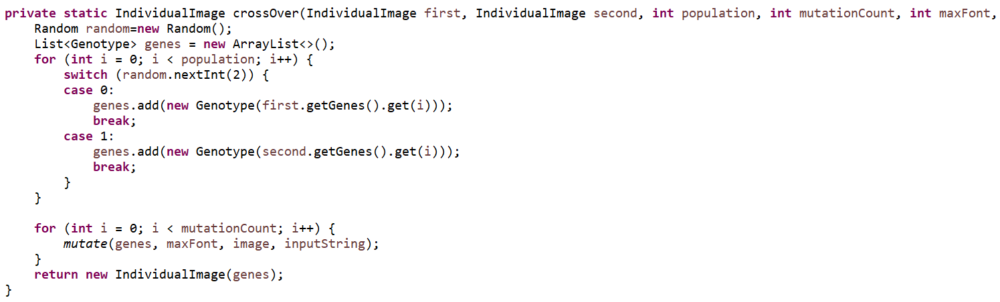 private static IndividualImage crossOver(IndividualImage first, IndividualImage second, int population, int mutationCount, int maxFont,
    Random random=new Random();
    List<Genotype> genes = new ArrayList<>();
    for (int i = 0; i < population; i++) {
        switch (random.nextInt(2)) {
        case 0:
            genes.add(new Genotype(first.getGenes().get(i)));
            break;
        case 1:
            genes.add(new Genotype(second.getGenes().get(i)));
            break;
        }
    }

    for (int i = 0; i < mutationCount; i++) {
        mutate(genes, maxFont, image, inputString);
    }
    return new IndividualImage(genes);
}